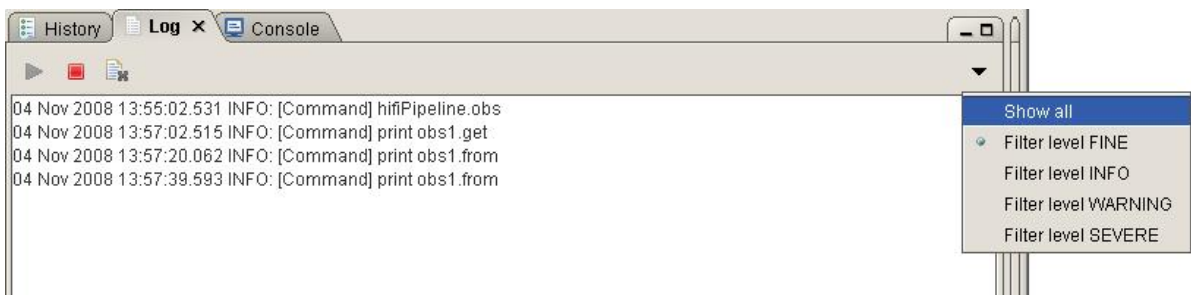 History Log Console
04 Nov 2008 13:55:02.531 INFO: [Command] hifiPipeline.obs
04 Nov 2008 13:57:02.515 INFO: [Command] print obs1.get
04 Nov 2008 13:57:20.062 INFO: [Command] print obs1.from
04 Nov 2008 13:57:39.593 INFO: [Command] print obs1.from
Show all
Filter level FINE
Filter level INFO
Filter level WARNING
Filter level SEVERE